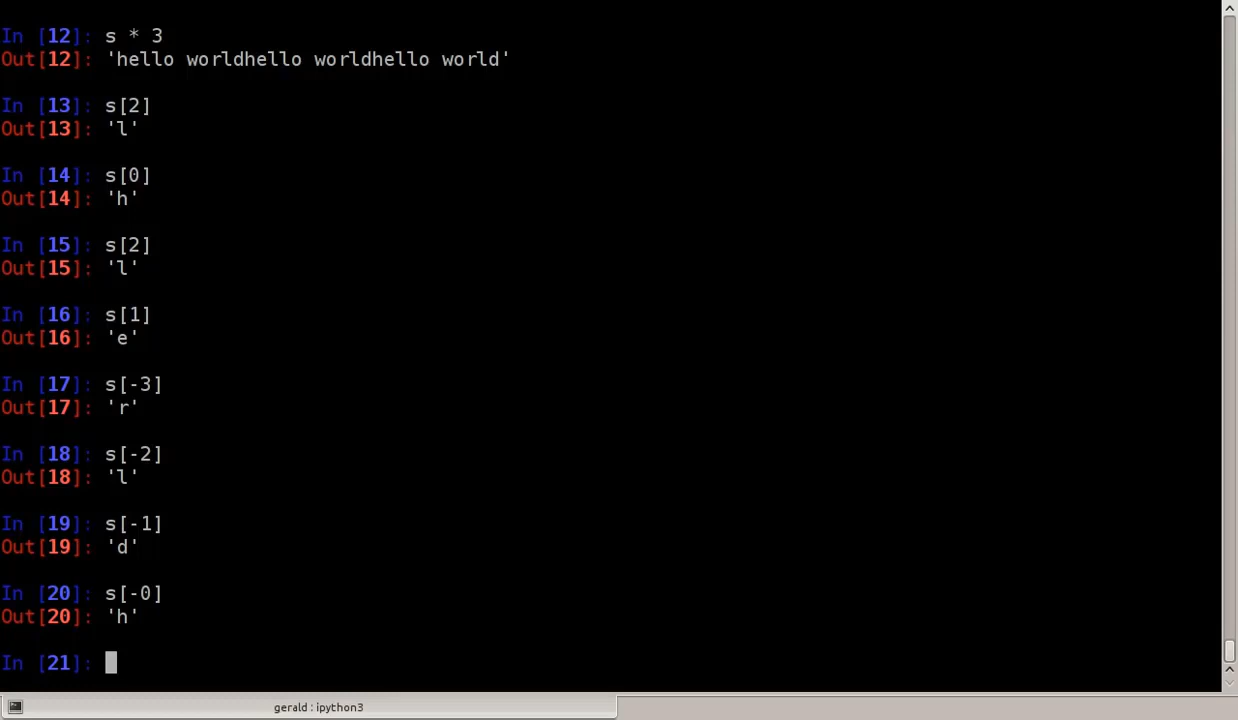 In [12]: s * 3
Out[12]: 'hello worldhello worldhello world'
In [13]: s[2]
Out[13]: 'l'
In [14]: s[0]
Out[14]: 'h'
In [15]: s[2]
Out[15]: 'l'
In [16]: s[1]
Out[16]: 'e'
In [17]: s[-3]
Out[17]: 'r'
In [18]: s[-2]
Out[18]: 'l'
In [19]: s[-1]
Out[19]: 'd'
In [20]: s[-0]
Out[20]: 'h'
In [21]:
gerald : ipython3